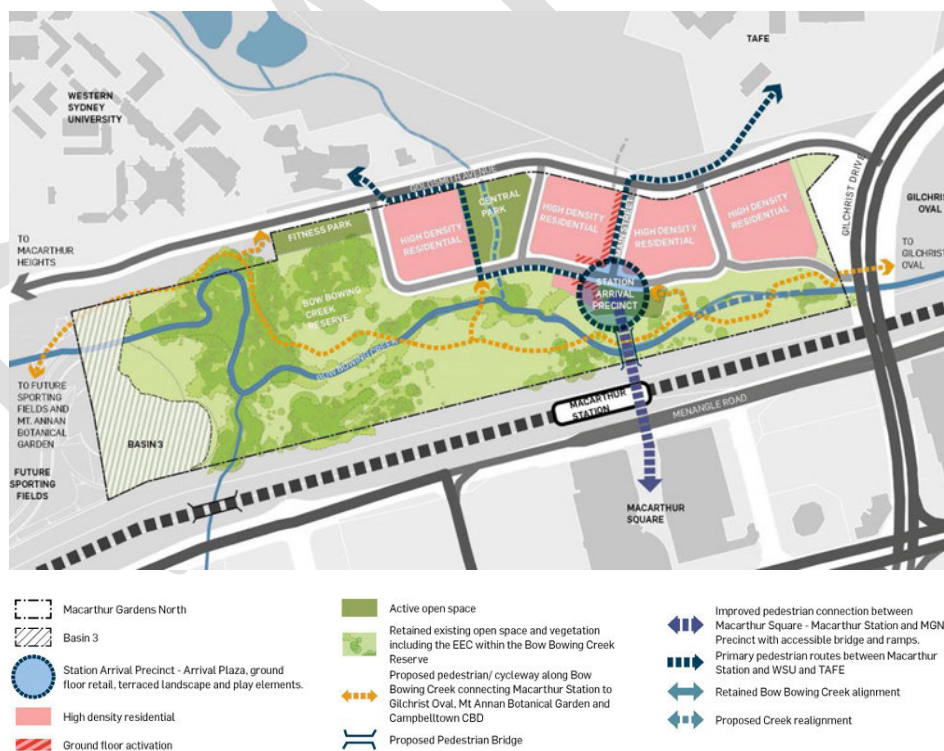 TAFE
WESTERN
SYDNEY
UNIVERSITY
GOLDSMITH AVENUE
GILCHRIST DRIVE
GILCHRIST
OVAL
TO
GILCHRIST
OVAL
FITNESS PARK
HIGH DENSITY
RESIDENTIAL
CENTRAL
PARK
HIGH DENSITY
RESIDENTIAL
MAIN STREET
HIGH DENSITY
RESIDENTIAL
HIGH DENSITY
RESIDENTIAL
TO
MACARTHUR
HEIGHTS
STATION
ARRIVAL
PRECINCT
BOW BOWING
CREEK
RESERVE
BOW BOWING CREEK
TO FUTURE
SPORTING
FIELDS AND
MT. ANNAN
BOTANICAL
GARDEN
BASIN 3
FUTURE
SPORTING
FIELDS
MACARTHUR
STATION
MENANGLE ROAD
MACARTHUR
SQUARE
Macarthur Gardens North
Basin 3
Station Arrival Precinct - Arrival Plaza, ground
floor retail, terraced landscape and play elements.
High density residential
Ground floor activation
Active open space
Retained existing open space and vegetation
including the EEC within the Bow Bowing Creek
Reserve
Proposed pedestrian/ cycleway along Bow
Bowing Creek connecting Macarthur Station to
Gilchrist Oval, Mt Annan Botanical Garden and
Campbelltown CBD
Proposed Pedestrian Bridge
Improved pedestrian connection between
Macarthur Square - Macarthur Station and MGN
Precinct with accessible bridge and ramps.
Primary pedestrian routes between Macarthur
Station and WSU and TAFE
Retained Bow Bowing Creek alignment
Proposed Creek realignment